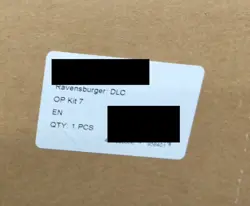 Ravensburger: DLC
OP Kit 7
EN
QTY: 1 PCS